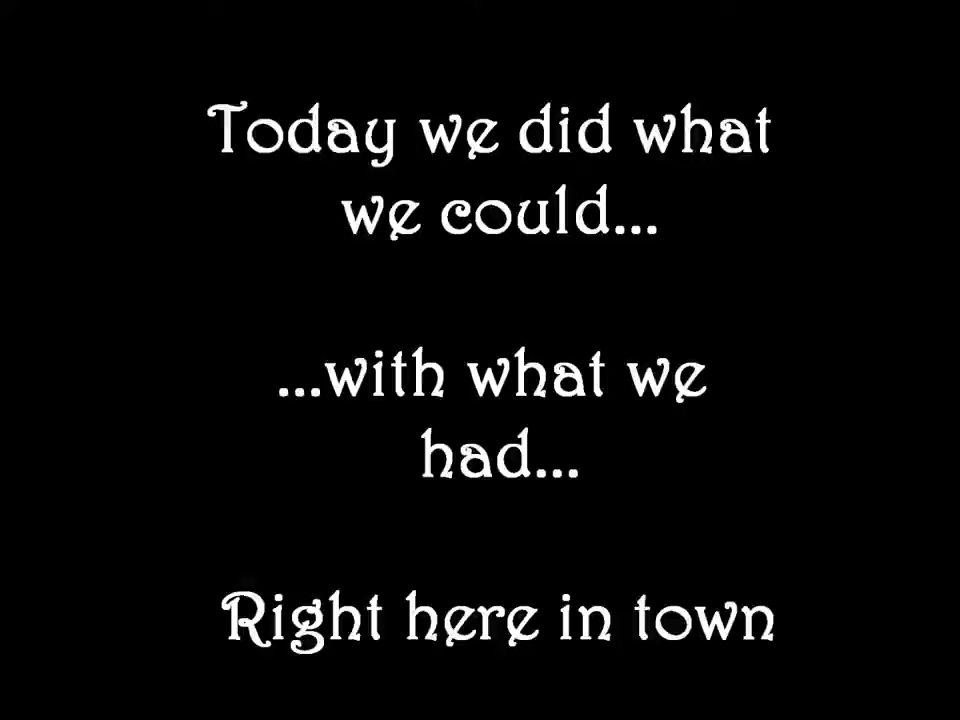 Today we did what
we could...
...with what we
had...
Right here in town